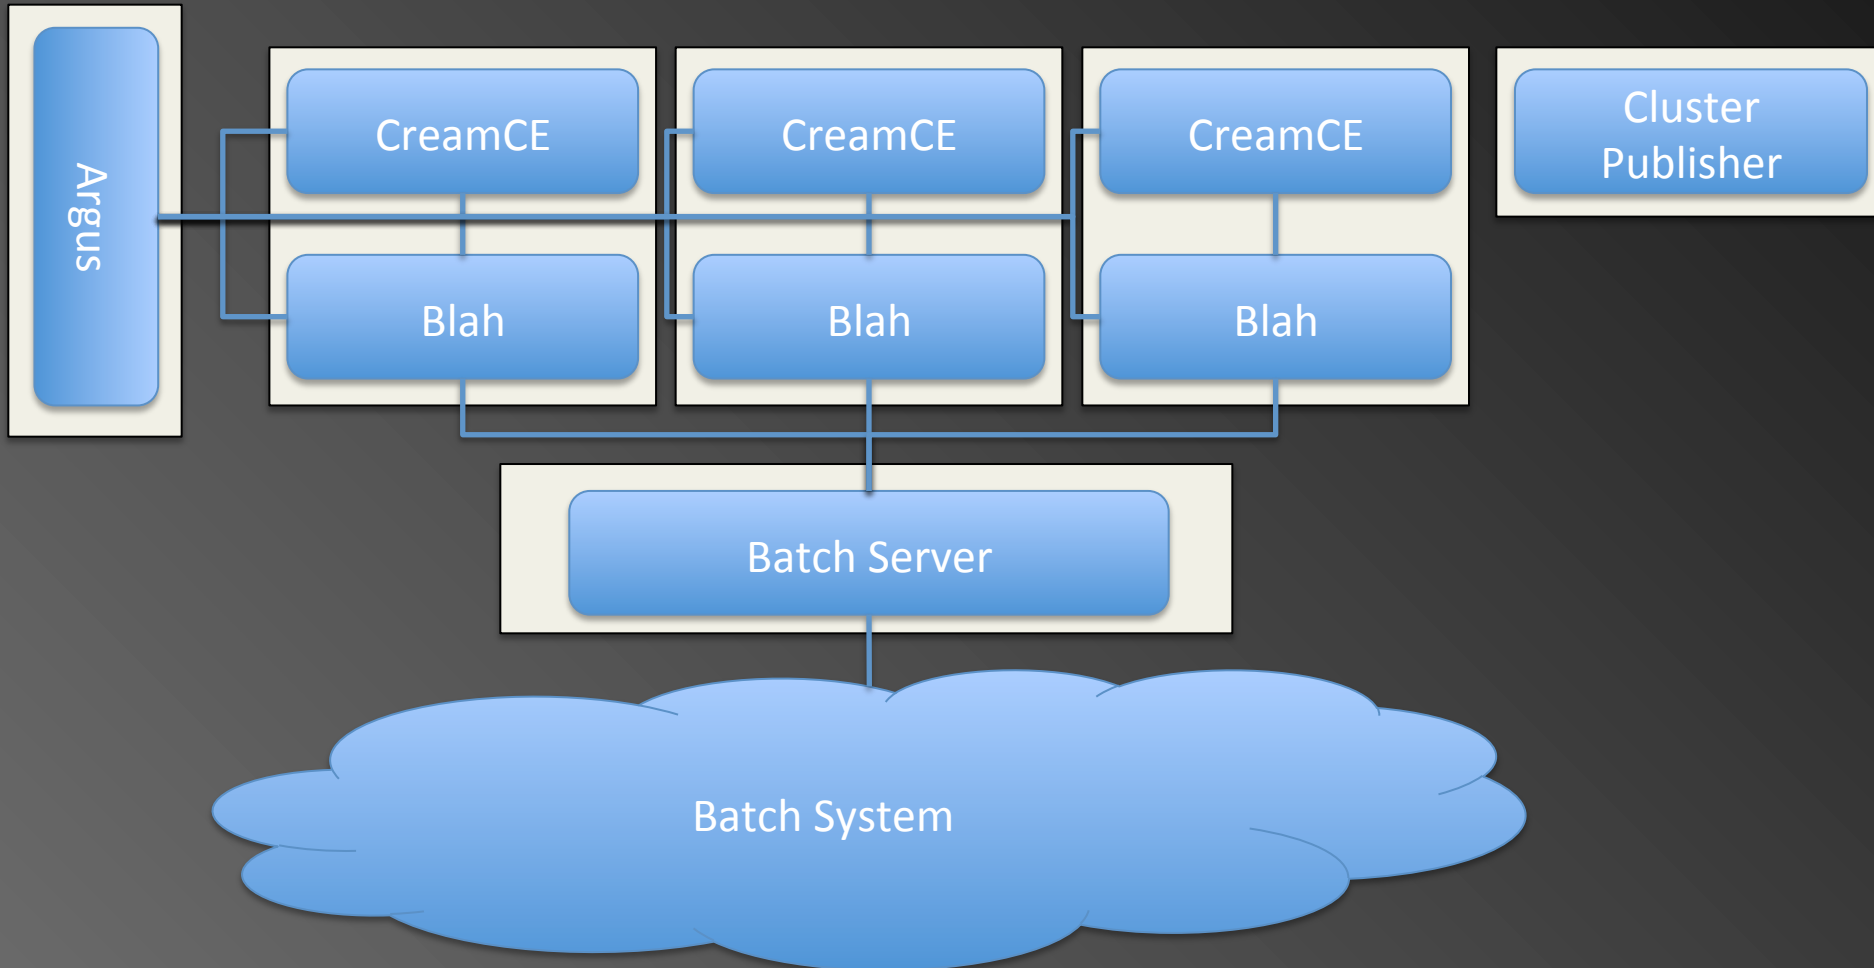 Argus
CreamCE
CreamCE
CreamCE
Cluster
Publisher
Blah
Blah
Blah
Batch Server
Batch System